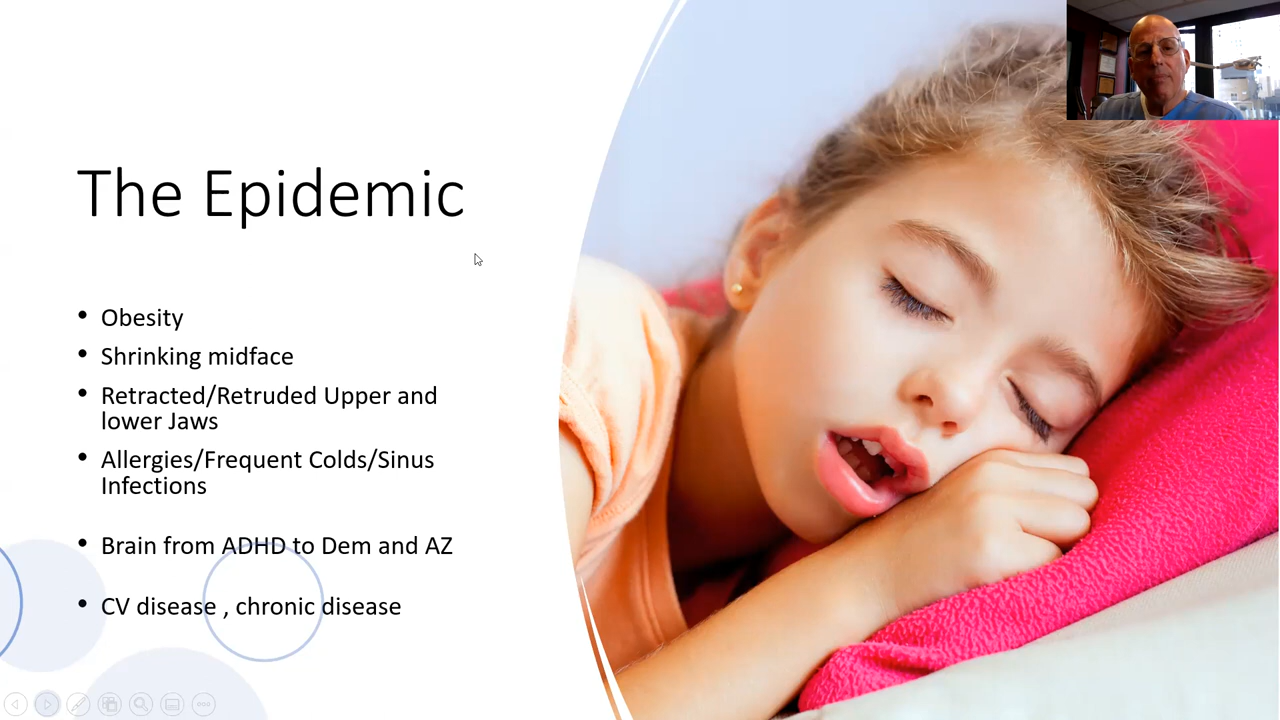 The Epidemic
• Obesity
• Shrinking midface
• Retracted/Retruded Upper and
lower Jaws
• Allergies/Frequent Colds/Sinus
Infections
• Brain from ADHD to Dem and AZ
• CV disease , chronic disease